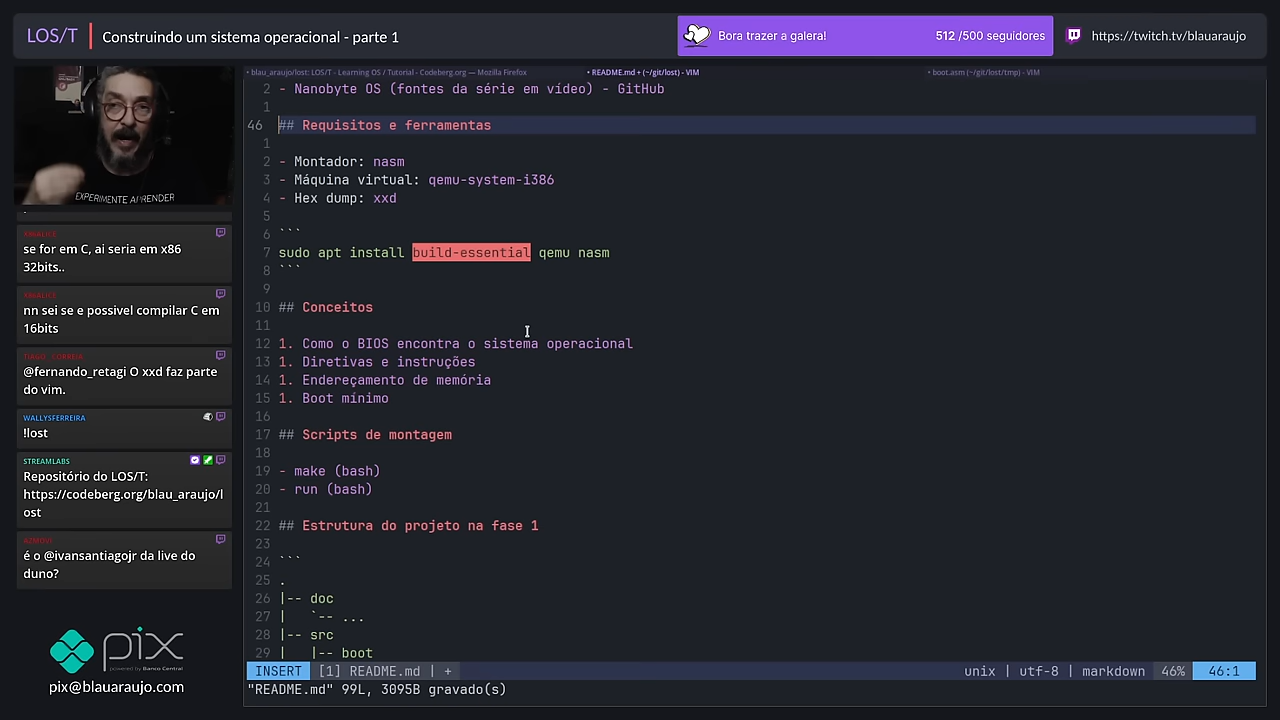 LOS/T
Construindo um sistema operacional - parte 1
Bora trazer a galera!
512 /500 seguidores
https://twitch.tv/blauaraujo
• blau_araujo/lost: LOS/T - Learning OS / Tutorial - Codeberg.org — Mozilla Firefox
• README.md + (~/git/lost) - VIM
• boot.asm (~/git/lost/tmp) - VIM
EXPERIMENTE APRENDER
se for em C, ai seria em x86
32bits..
nn sei se e possivel compilar C em
16bits
TIAGO_CORREIA
@fernando_retagi O xxd faz parte
do vim.
WALLYSFERREIRA
!lost
STREAMLABS
Repositório do LOS/T:
https://codeberg.org/blau_araujo/l
ost
é o @ivansantiagojr da live do
duno?
pix
powered by Banco Central
pix@blauaraujo.com
2 - Nanobyte OS (fontes da série em vídeo) - GitHub
1
46 ## Requisitos e ferramentas
1
2 - Montador: nasm
3 - Máquina virtual: qemu-system-i386
4 - Hex dump: xxd
5
6 ```
7 sudo apt install build-essential qemu nasm
8 ```
9
10 ## Conceitos
11
12 1. Como o BIOS encontra o sistema operacional
13 1. Diretivas e instruções
14 1. Endereçamento de memória
15 1. Boot mínimo
16
17 ## Scripts de montagem
18
19 - make (bash)
20 - run (bash)
21
22 ## Estrutura do projeto na fase 1
23
24 ```
25 .
26 |-- doc
27 |   `-- ...
28 |-- src
29 |   |-- boot
INSERT [1] README.md | + unix | utf-8 | markdown 46% 46:1
"README.md" 99L, 3095B gravado(s)